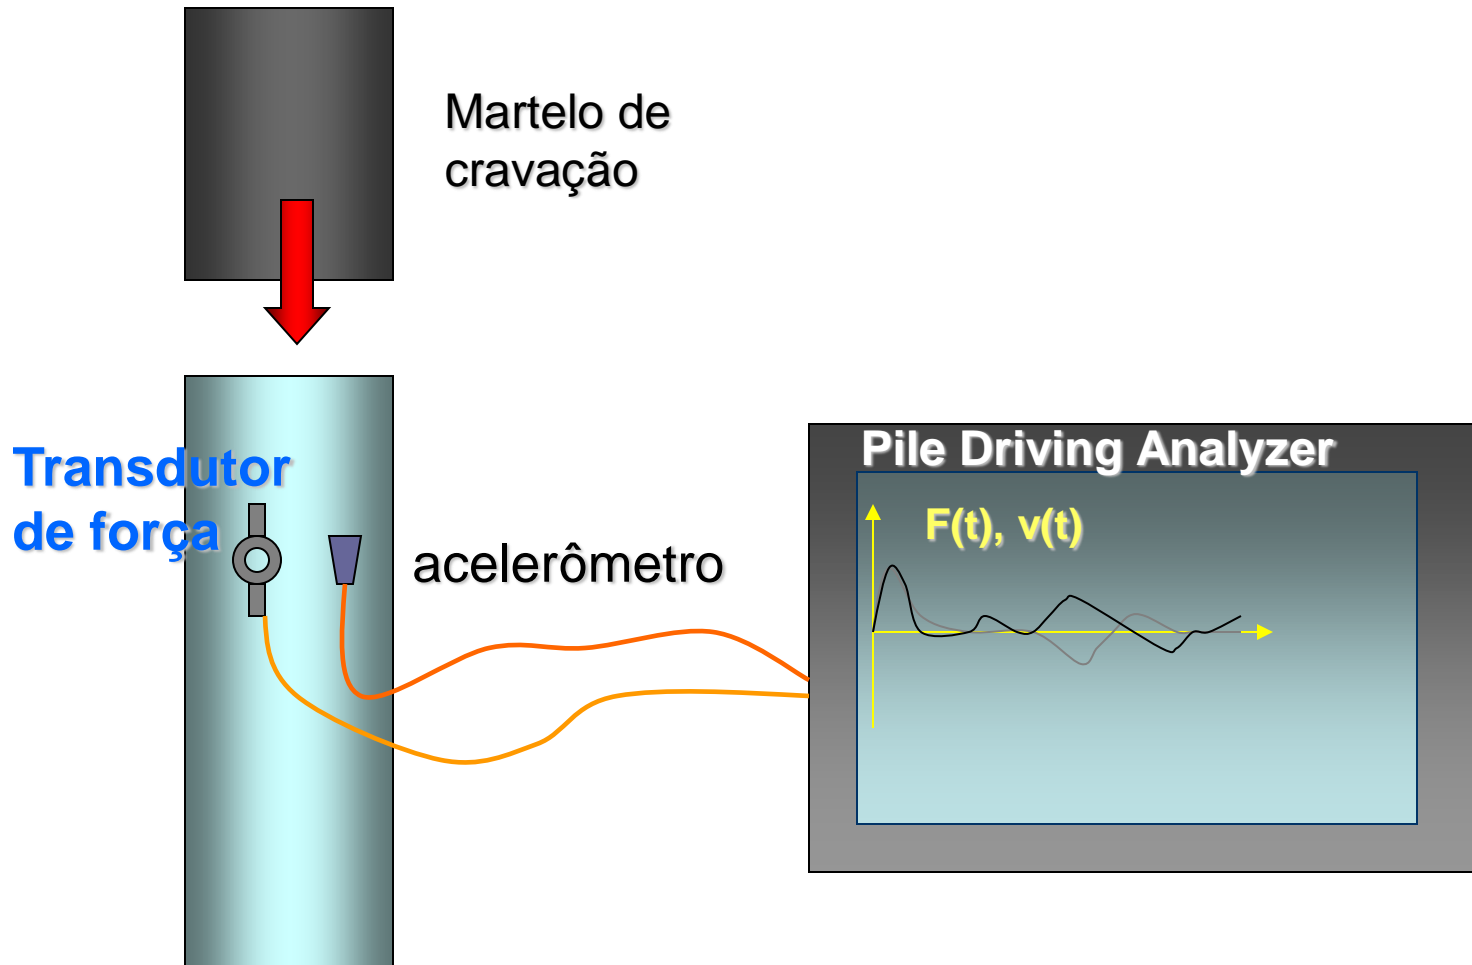 Martelo de
cravação
Transdutor
de força
acelerômetro
Pile Driving Analyzer
F(t), v(t)